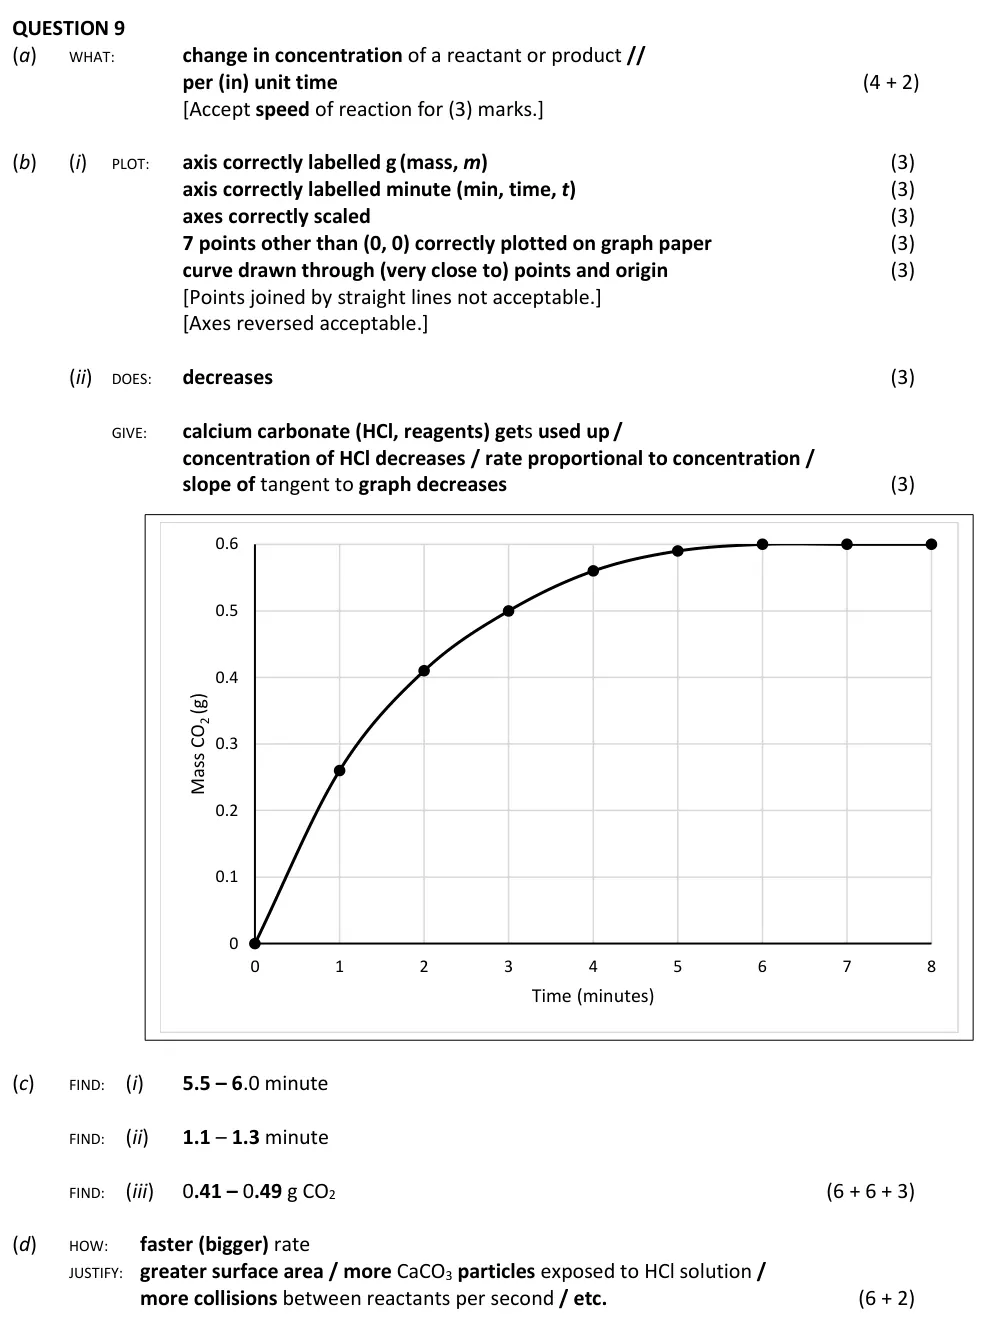 QUESTION 9
(a) WHAT: change in concentration of a reactant or product //
per (in) unit time (4 + 2)
[Accept speed of reaction for (3) marks.]
(b) (i) PLOT: axis correctly labelled g (mass, m) (3)
axis correctly labelled minute (min, time, t) (3)
axes correctly scaled (3)
7 points other than (0, 0) correctly plotted on graph paper (3)
curve drawn through (very close to) points and origin (3)
[Points joined by straight lines not acceptable.]
[Axes reversed acceptable.]
(ii) DOES: decreases (3)
GIVE: calcium carbonate (HCl, reagents) gets used up /
concentration of HCl decreases / rate proportional to concentration /
slope of tangent to graph decreases (3)
0.6
0.5
0.4
0.3
0.2
0.1
0
Mass CO₂ (g)
0 1 2 3 4 5 6 7 8
Time (minutes)
(c) FIND: (i) 5.5 – 6.0 minute
FIND: (ii) 1.1 – 1.3 minute
FIND: (iii) 0.41 – 0.49 g CO₂ (6 + 6 + 3)
(d) HOW: faster (bigger) rate
JUSTIFY: greater surface area / more CaCO₃ particles exposed to HCl solution /
more collisions between reactants per second / etc. (6 + 2)